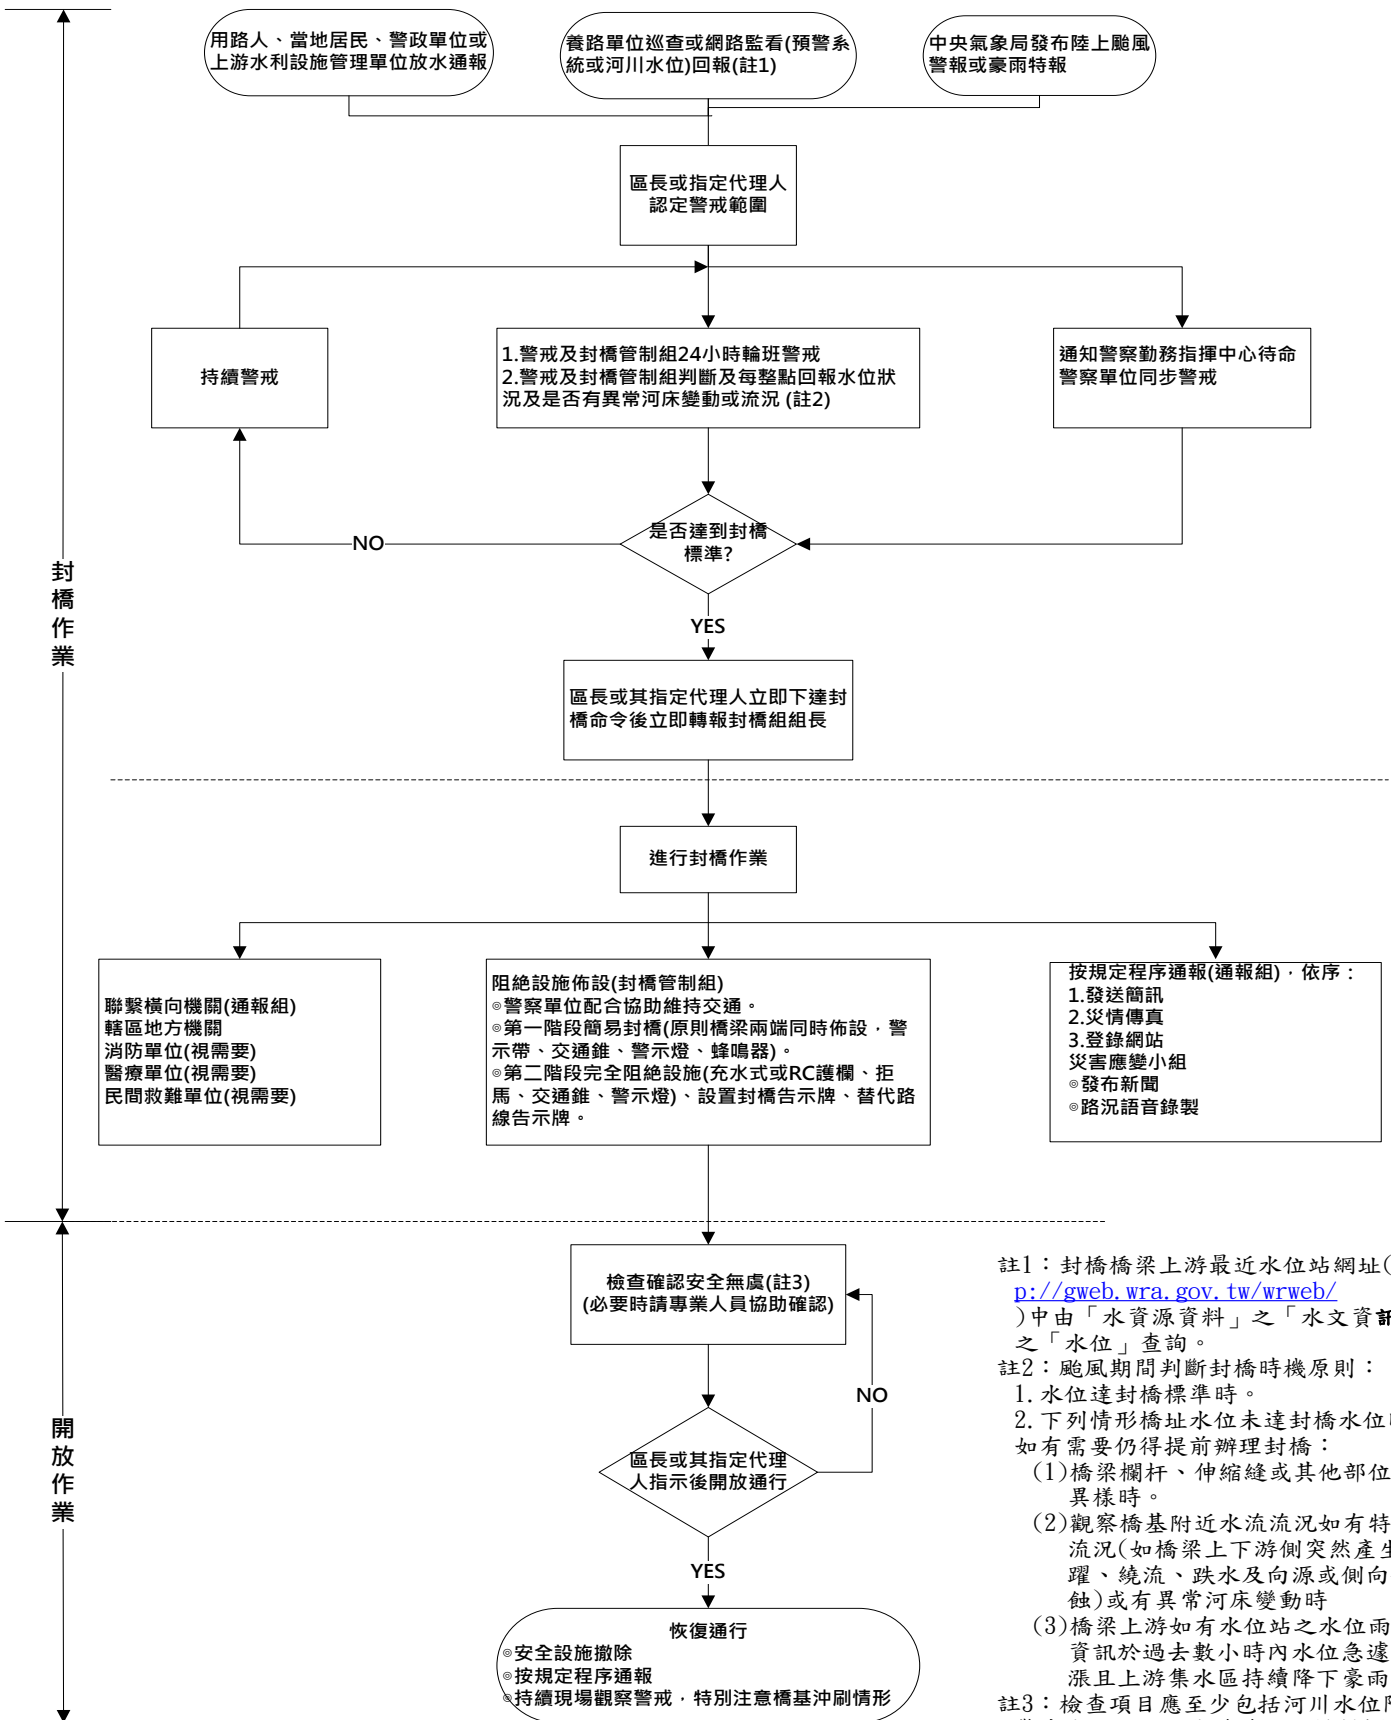 用路人、當地居民、警政單位或
上游水利設施管理單位放水通報
養路單位巡查或網路監看(預警系
統或河川水位)回報(註1)
中央氣象局發布陸上颱風
警報或豪雨特報
區長或指定代理人
認定警戒範圍
持續警戒
1.警戒及封橋管制組24小時輪班警戒
2.警戒及封橋管制組判斷及每整點回報水位狀
況及是否有異常河床變動或流況 (註2)
通知警察勤務指揮中心待命
警察單位同步警戒
是否達到封橋
標準?
NO
YES
封橋作業
區長或其指定代理人立即下達封
橋命令後立即轉報封橋組組長
進行封橋作業
聯繫橫向機關(通報組)
轄區地方機關
消防單位(視需要)
醫療單位(視需要)
民間救難單位(視需要)
阻絶設施佈設(封橋管制組)
◎警察單位配合協助維持交通。
◎第一階段簡易封橋(原則橋梁兩端同時佈設，警
示帶、交通錐、警示燈、蜂鳴器)。
◎第二階段完全阻絶設施(充水式或RC護欄、拒
馬、交通錐、警示燈)、設置封橋告示牌、替代路
線告示牌。
按規定程序通報(通報組)，依序：
1.發送簡訊
2.災情傳真
3.登錄網站
災害應變小組
◎發布新聞
◎路況語音錄製
檢查確認安全無虞(註3)
(必要時請專業人員協助確認)
NO
開放作業
區長或其指定代理
人指示後開放通行
YES
恢復通行
◎安全設施撤除
◎按規定程序通報
◎持續現場觀察警戒，特別注意橋基沖刷情形
註1：封橋橋梁上游最近水位站網址(
p://gweb.wra.gov.tw/wrweb/
)中由「水資源資料」之「水文資訊
之「水位」查詢。
註2：颱風期間判斷封橋時機原則：
1.水位達封橋標準時。
2.下列情形橋址水位未達封橋水位
如有需要仍得提前辦理封橋：
(1)橋梁欄杆、伸縮縫或其他部位
異樣時。
(2)觀察橋基附近水流流況如有特
流況(如橋梁上下游側突然產生
躍、繞流、跌水及向源或側向
蝕)或有異常河床變動時
(3)橋梁上游如有水位站之水位雨
資訊於過去數小時內水位急遽
漲且上游集水區持續降下豪雨
註3：檢查項目應至少包括河川水位